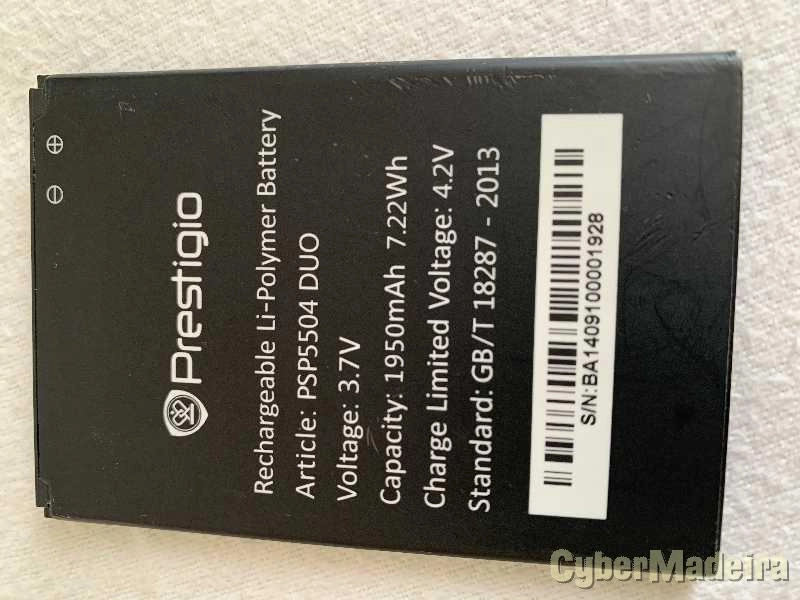 Prestigio
Rechargeable Li-Polymer Battery
Article: PSP5504 DUO
Voltage: 3.7V
Capacity: 1950mAh 7.22Wh
Charge Limited Voltage: 4.2V
Standard: GB/T 18287 - 2013
S/N:BA1409100001928
CyberMadeira